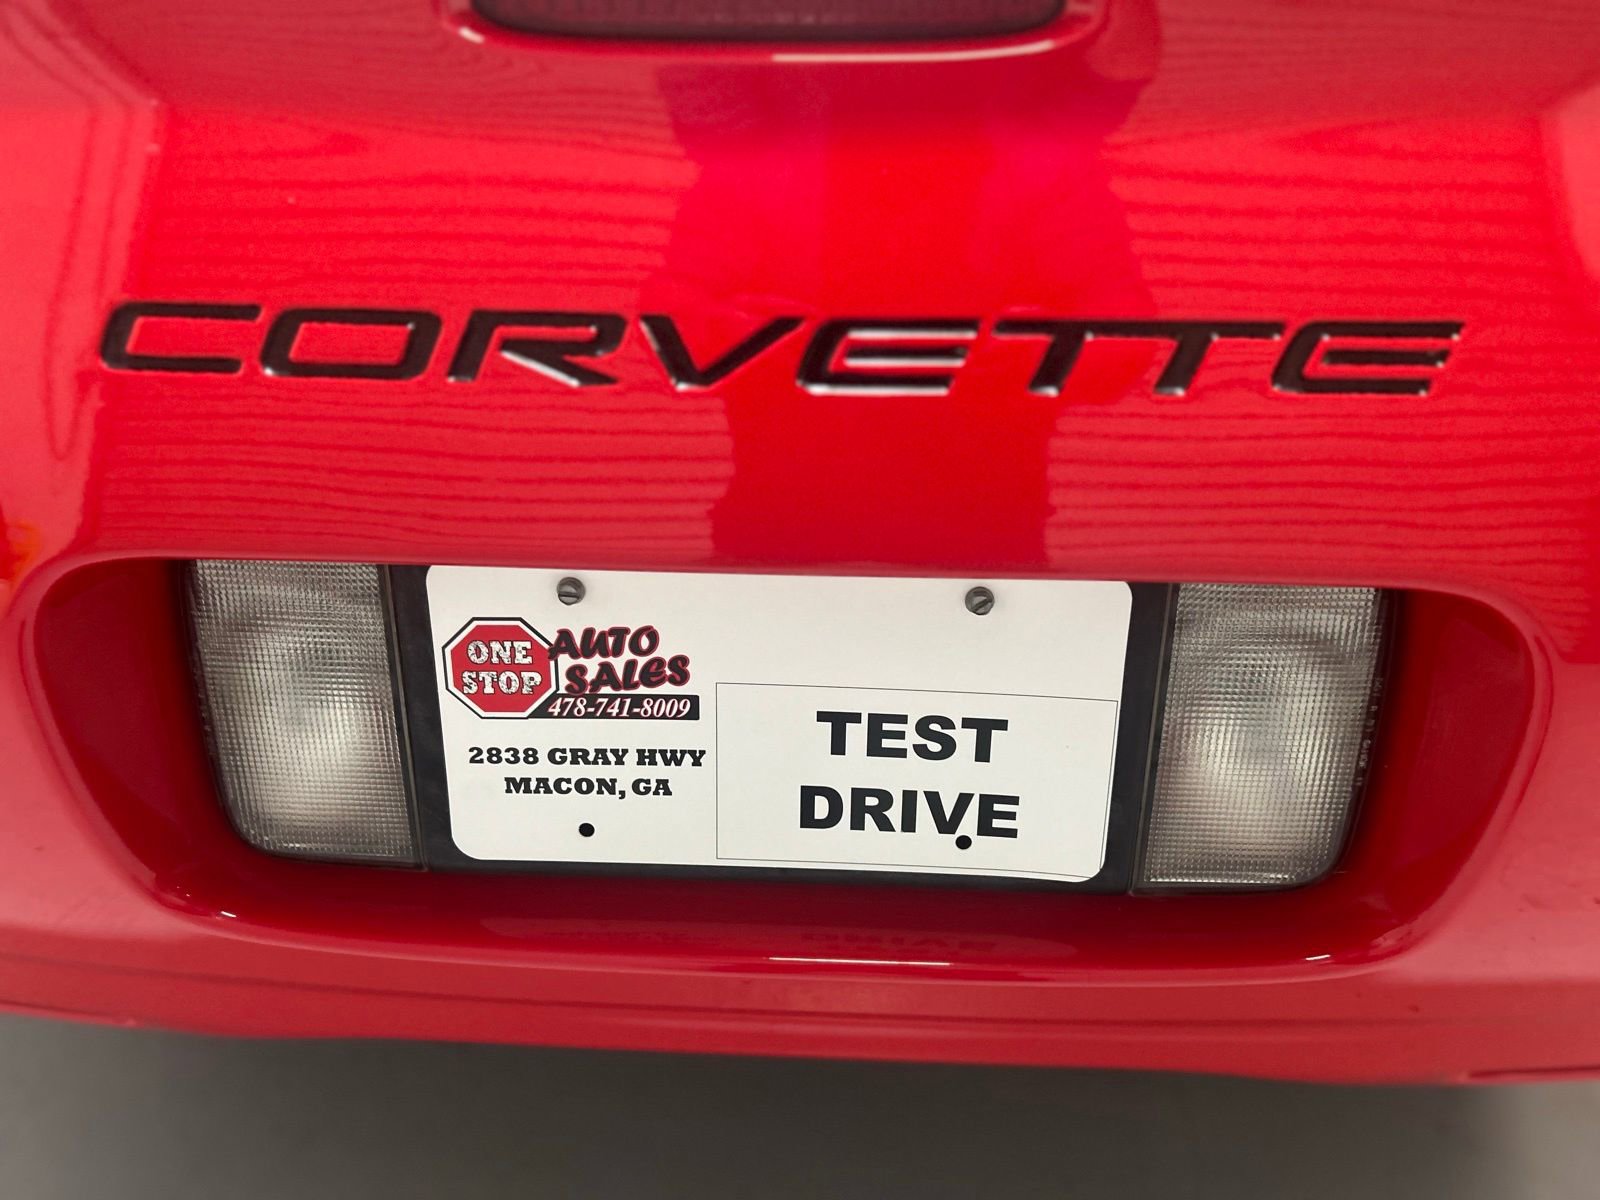 CORVETTE
ONE
STOP
AUTO
SALES
478-741-8009
2838 GRAY HWY
MACON, GA
TEST
DRIVE